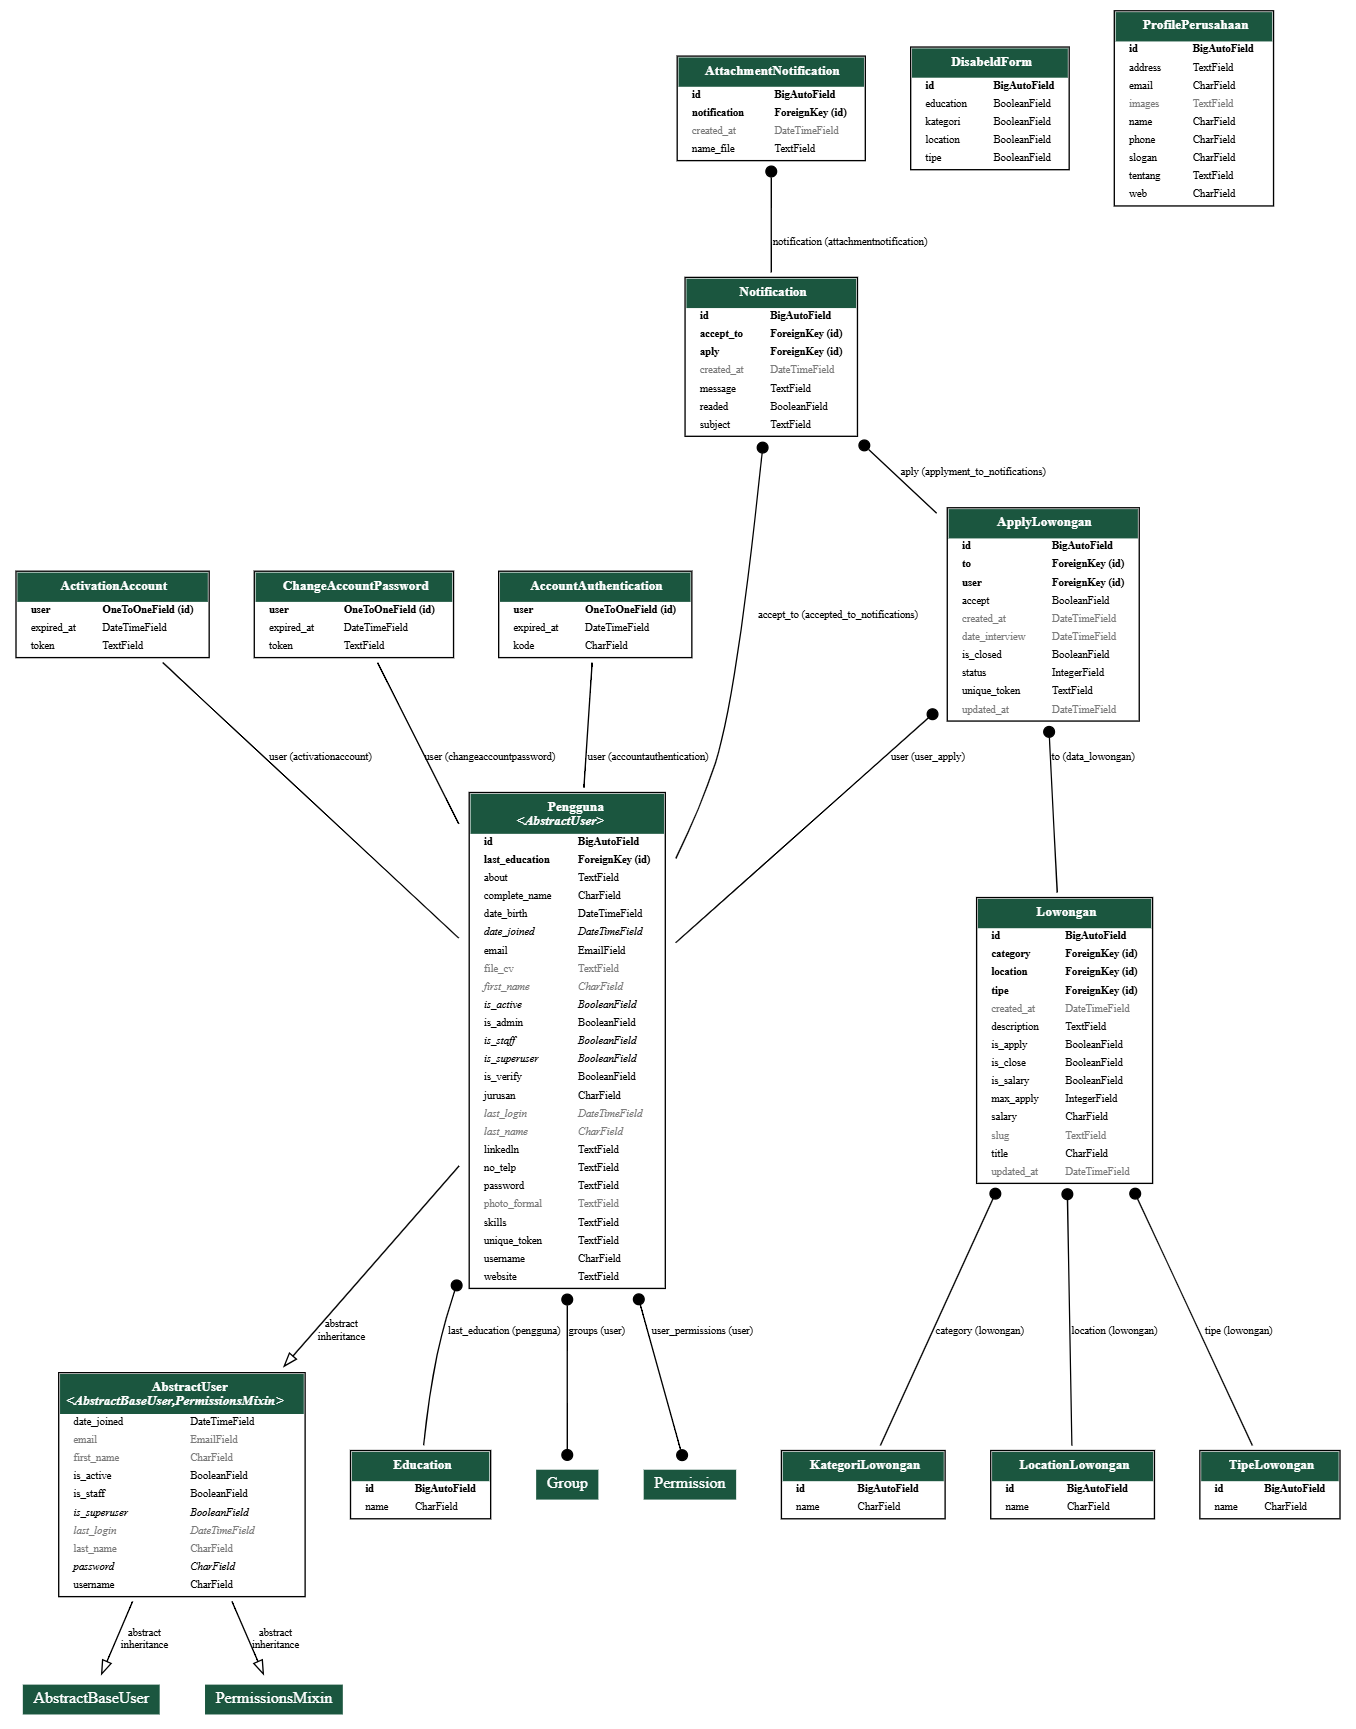 ProfilePerusahaan
id BigAutoField
address TextField
email CharField
images TextField
name CharField
phone CharField
slogan CharField
tentang TextField
web CharField
DisabeldForm
id BigAutoField
education BooleanField
kategori BooleanField
location BooleanField
tipe BooleanField
AttachmentNotification
id BigAutoField
notification ForeignKey (id)
created_at DateTimeField
name_file TextField
notification (attachmentnotification)
Notification
id BigAutoField
accept_to ForeignKey (id)
aply ForeignKey (id)
created_at DateTimeField
message TextField
readed BooleanField
subject TextField
aply (applyment_to_notifications)
ApplyLowongan
id BigAutoField
to ForeignKey (id)
user ForeignKey (id)
accept BooleanField
created_at DateTimeField
date_interview DateTimeField
is_closed BooleanField
status IntegerField
unique_token TextField
updated_at DateTimeField
ActivationAccount
user OneToOneField (id)
expired_at DateTimeField
token TextField
ChangeAccountPassword
user OneToOneField (id)
expired_at DateTimeField
token TextField
AccountAuthentication
user OneToOneField (id)
expired_at DateTimeField
kode CharField
accept_to (accepted_to_notifications)
user (activationaccount)
user (changeaccountpassword)
user (accountauthentication)
user (user_apply)
to (data_lowongan)
Pengguna
<AbstractUser>
id BigAutoField
last_education ForeignKey (id)
about TextField
complete_name CharField
date_birth DateTimeField
date_joined DateTimeField
email EmailField
file_cv TextField
first_name CharField
is_active BooleanField
is_admin BooleanField
is_staff BooleanField
is_superuser BooleanField
is_verify BooleanField
jurusan CharField
last_login DateTimeField
last_name CharField
linkedln TextField
no_telp TextField
password TextField
photo_formal TextField
skills TextField
unique_token TextField
username CharField
website TextField
Lowongan
id BigAutoField
category ForeignKey (id)
location ForeignKey (id)
tipe ForeignKey (id)
created_at DateTimeField
description TextField
is_apply BooleanField
is_close BooleanField
is_salary BooleanField
max_apply IntegerField
salary CharField
slug TextField
title CharField
updated_at DateTimeField
abstract
inheritance
last_education (pengguna)
groups (user)
user_permissions (user)
category (lowongan)
location (lowongan)
tipe (lowongan)
AbstractUser
<AbstractBaseUser,PermissionsMixin>
date_joined DateTimeField
email EmailField
first_name CharField
is_active BooleanField
is_staff BooleanField
is_superuser BooleanField
last_login DateTimeField
last_name CharField
password CharField
username CharField
Education
id BigAutoField
name CharField
Group
Permission
KategoriLowongan
id BigAutoField
name CharField
LocationLowongan
id BigAutoField
name CharField
TipeLowongan
id BigAutoField
name CharField
abstract
inheritance
abstract
inheritance
AbstractBaseUser
PermissionsMixin